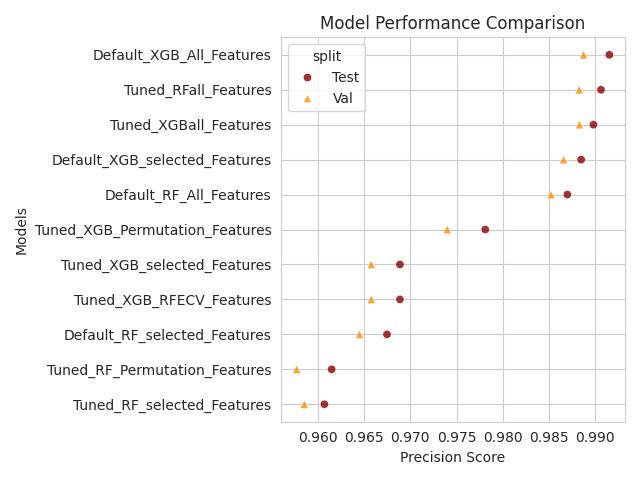 Model Performance Comparison
split
Test
Val
Models
Default_XGB_All_Features
Tuned_RFall_Features
Tuned_XGBall_Features
Default_XGB_selected_Features
Default_RF_All_Features
Tuned_XGB_Permutation_Features
Tuned_XGB_selected_Features
Tuned_XGB_RFECV_Features
Default_RF_selected_Features
Tuned_RF_Permutation_Features
Tuned_RF_selected_Features
0.960 0.965 0.970 0.975 0.980 0.985 0.990
Precision Score